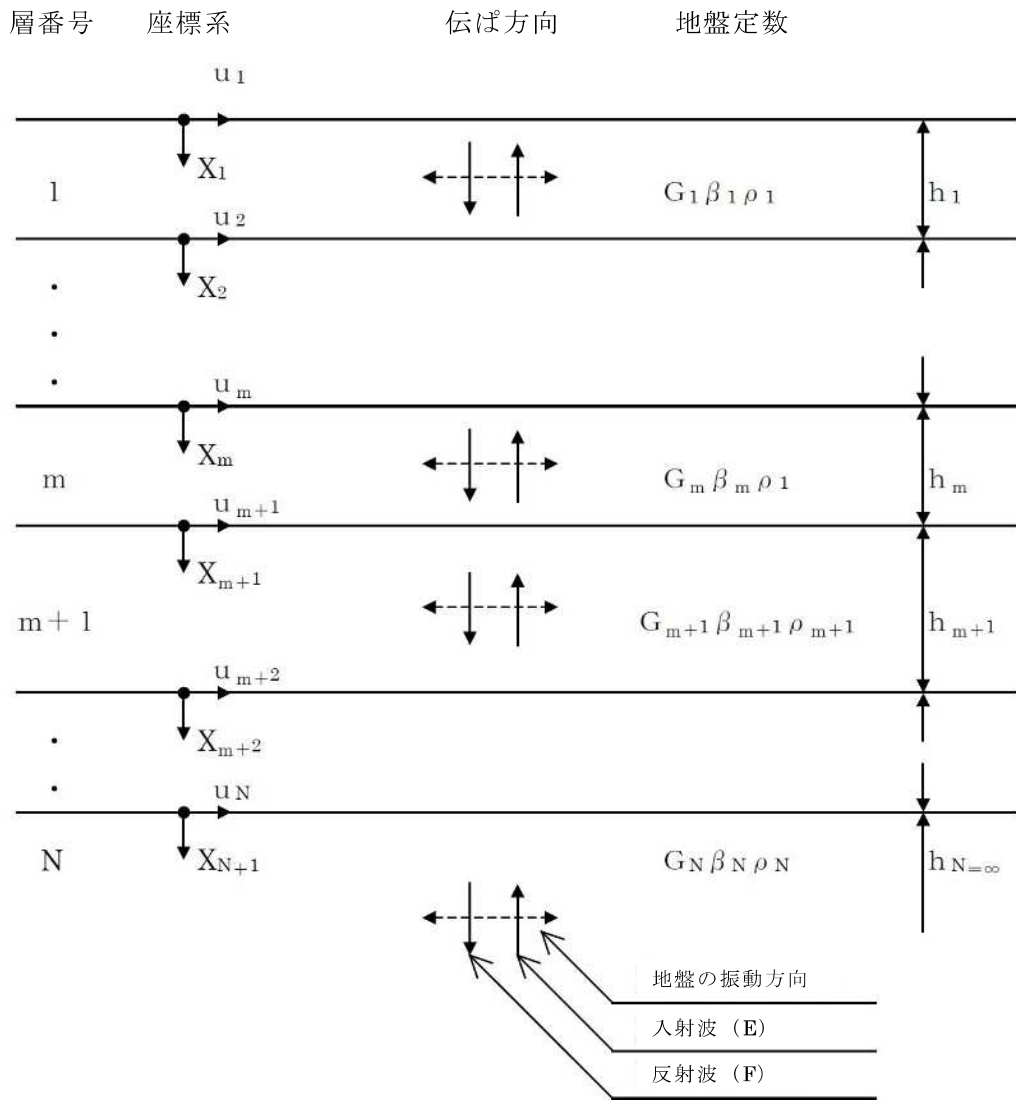 層番号 座標系 伝ぱ方向 地盤定数
u1
X1
1 G1 β1 ρ1 h1
u2
X2
um
Xm
m Gm βm ρ1 hm
um+1
Xm+1
m+1 Gm+1 βm+1 ρm+1 hm+1
um+2
Xm+2
uN
N XN+1 GN βN ρN hN=∞
地盤の振動方向
入射波（E）
反射波（F）